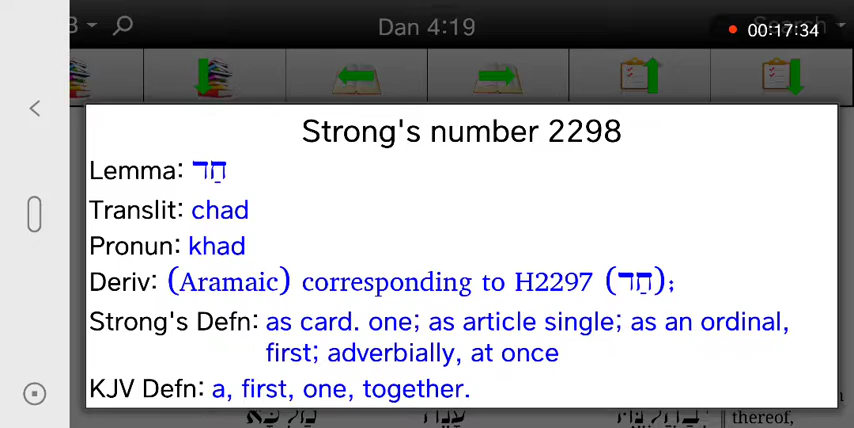 B Dan 4:19 Search
00:17:34
Strong's number 2298
Lemma: חַד
Translit: chad
Pronun: khad
Deriv: (Aramaic) corresponding to H2297 (חַד);
Strong's Defn: as card. one; as article single; as an ordinal,
first; adverbially, at once
KJV Defn: a, first, one, together.
thereof,